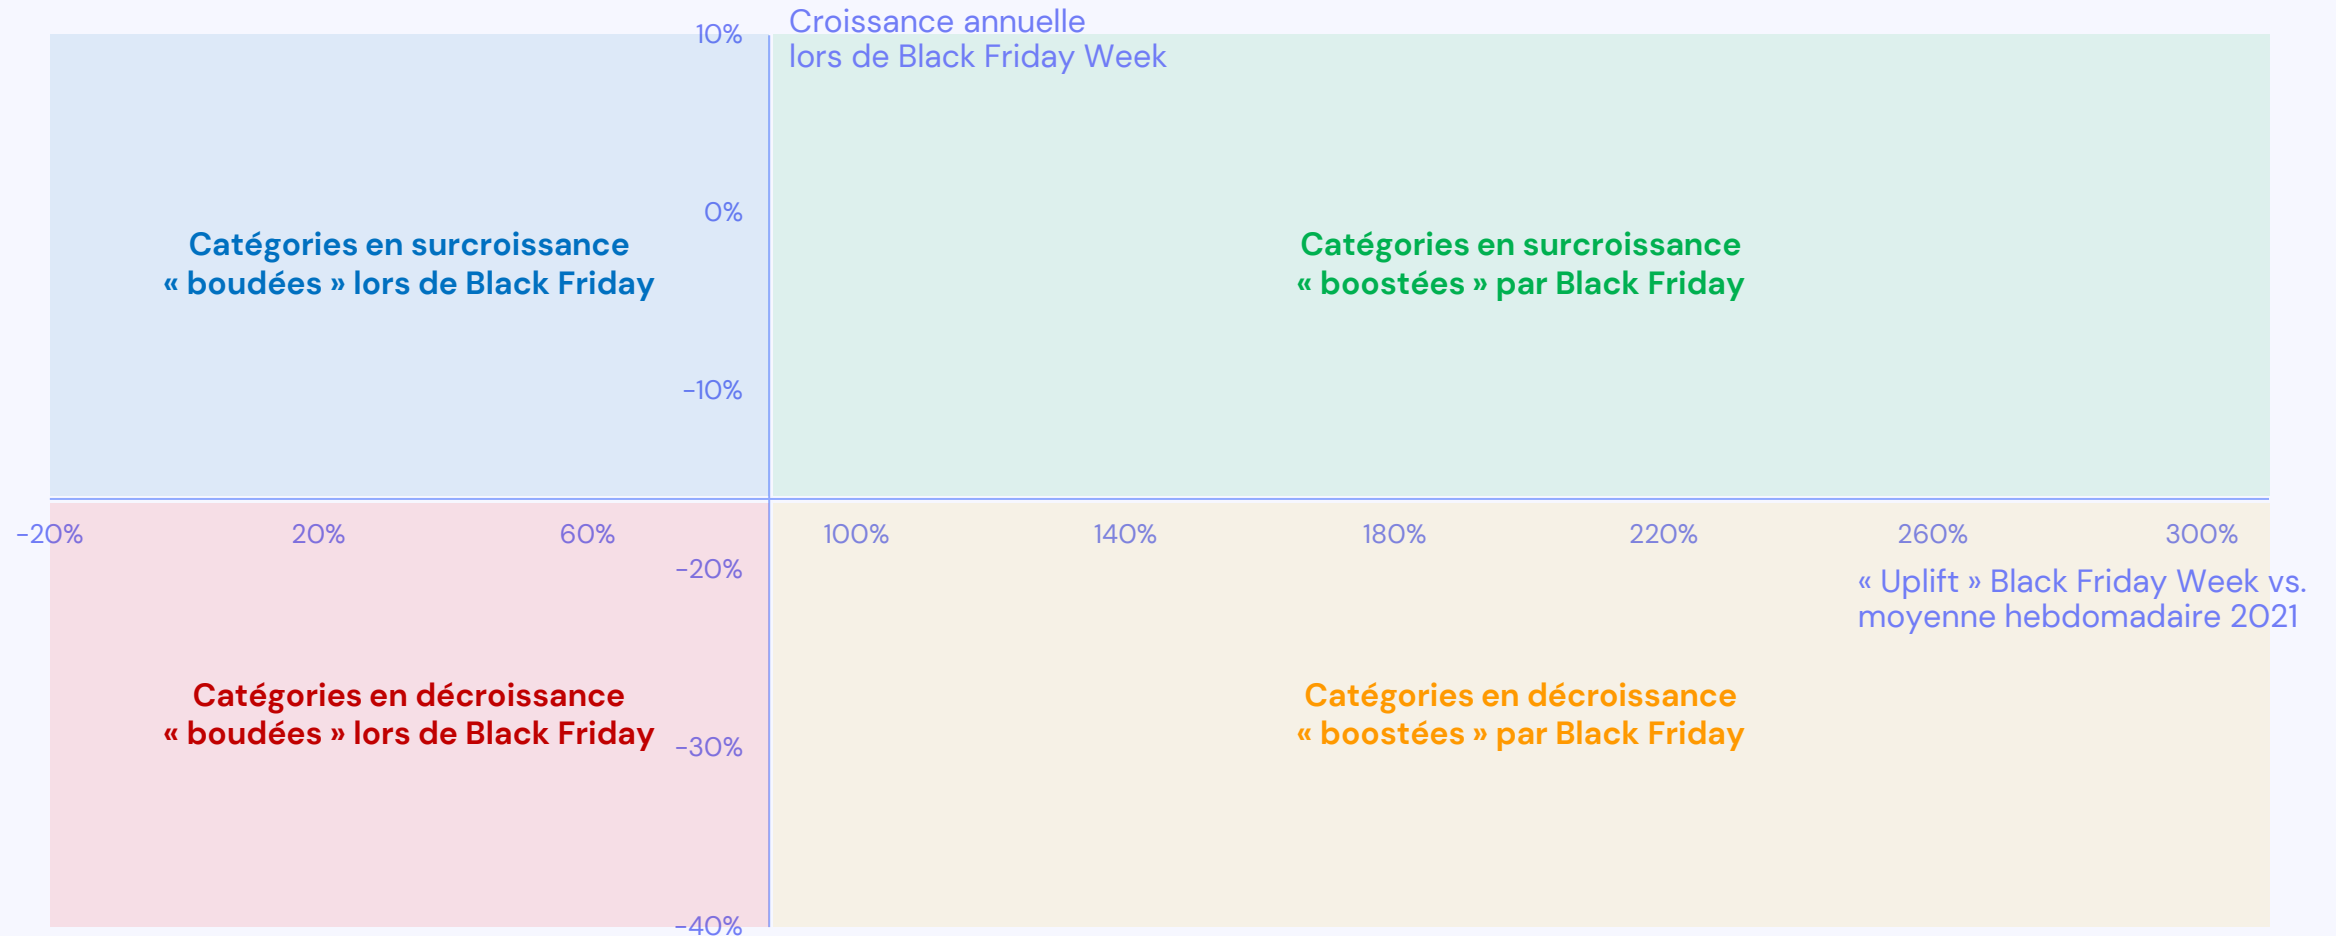 Croissance annuelle
lors de Black Friday Week
10%
0%
Catégories en surcroissance
« boudées » lors de Black Friday
Catégories en surcroissance
« boostées » par Black Friday
-10%
-20%
20%
60%
100%
140%
180%
220%
260%
300%
-20%
« Uplift » Black Friday Week vs.
moyenne hebdomadaire 2021
Catégories en décroissance
« boudées » lors de Black Friday
Catégories en décroissance
« boostées » par Black Friday
-30%
-40%